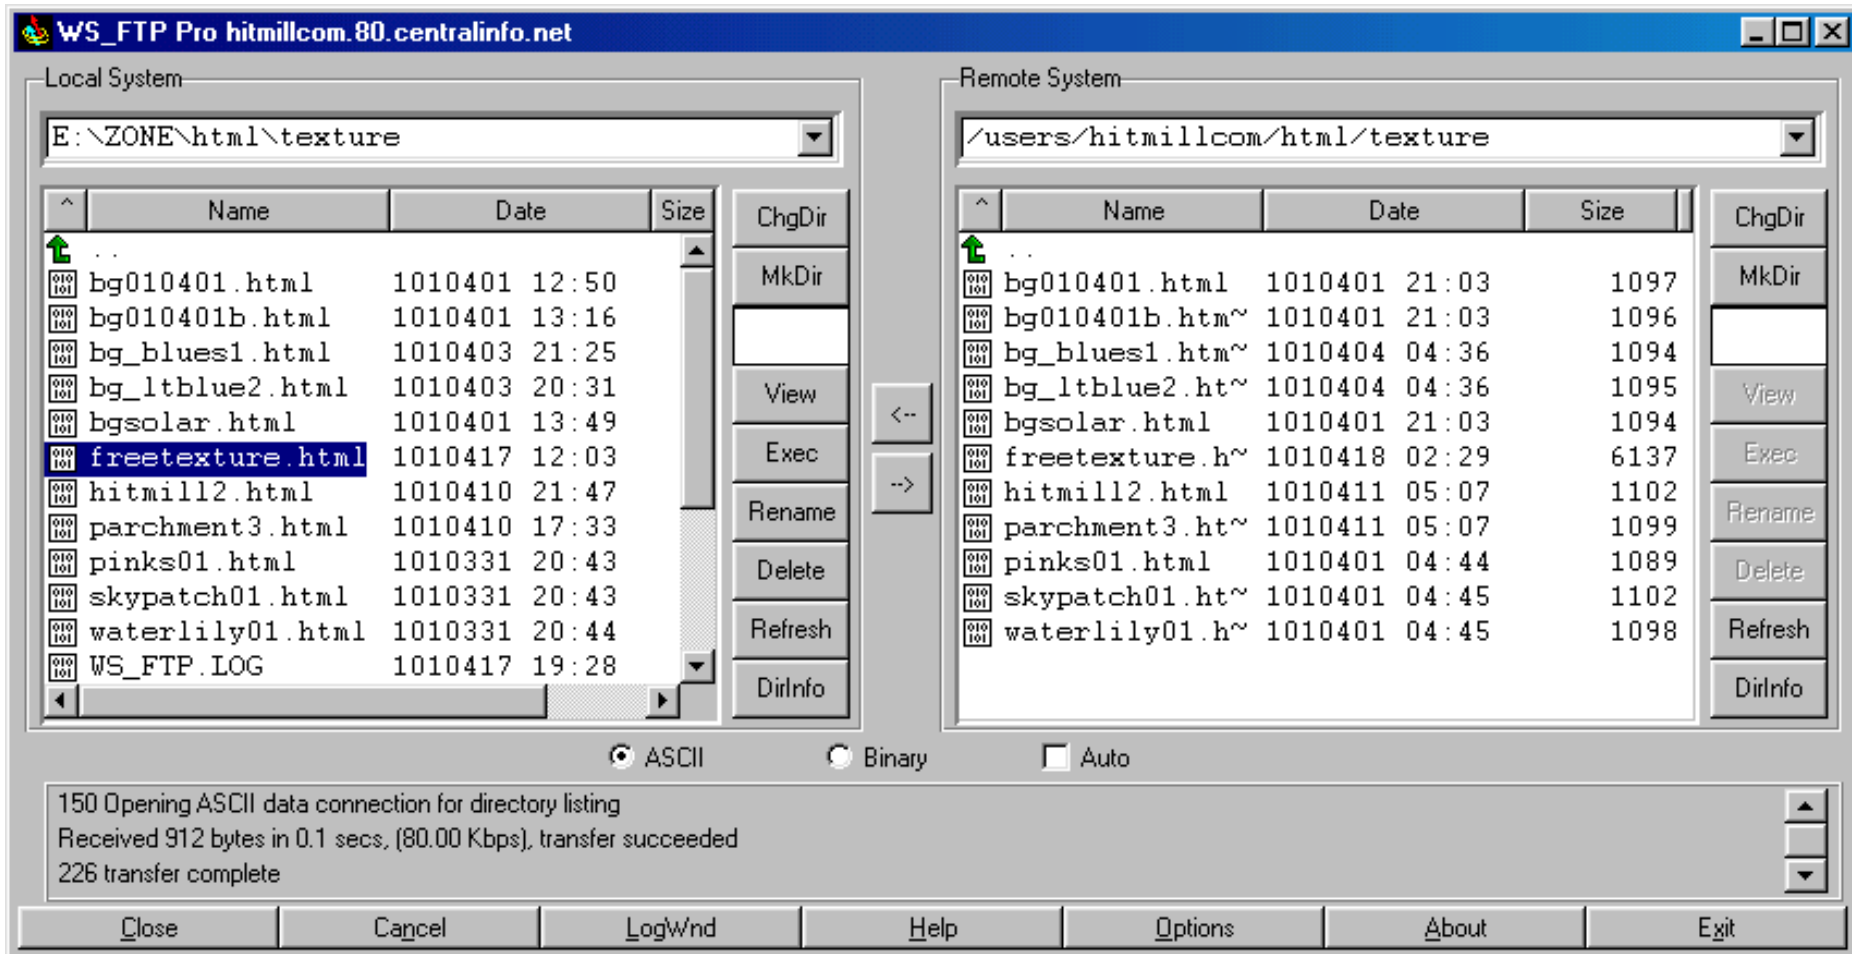 WS_FTP Pro hitmillcom.80.centralinfo.net
Local System
E:\ZONE\html\texture
^ Name Date Size
..
bg010401.html 1010401 12:50
bg010401b.html 1010401 13:16
bg_blues1.html 1010403 21:25
bg_ltblue2.html 1010403 20:31
bgsolar.html 1010401 13:49
freetexture.html 1010417 12:03
hitmill2.html 1010410 21:47
parchment3.html 1010410 17:33
pinks01.html 1010331 20:43
skypatch01.html 1010331 20:43
waterlily01.html 1010331 20:44
WS_FTP.LOG 1010417 19:28
ChgDir
MkDir
View
Exec
Rename
Delete
Refresh
DirInfo
<--
-->
Remote System
/users/hitmillcom/html/texture
^ Name Date Size
..
bg010401.html 1010401 21:03 1097
bg010401b.htm~ 1010401 21:03 1096
bg_blues1.htm~ 1010404 04:36 1094
bg_ltblue2.ht~ 1010404 04:36 1095
bgsolar.html 1010401 21:03 1094
freetexture.h~ 1010418 02:29 6137
hitmill2.html 1010411 05:07 1102
parchment3.ht~ 1010411 05:07 1099
pinks01.html 1010401 04:44 1089
skypatch01.ht~ 1010401 04:45 1102
waterlily01.h~ 1010401 04:45 1098
ChgDir
MkDir
View
Exec
Rename
Delete
Refresh
DirInfo
ASCII Binary Auto
150 Opening ASCII data connection for directory listing
Received 912 bytes in 0.1 secs, (80.00 Kbps), transfer succeeded
226 transfer complete
Close Cancel LogWnd Help Options About Exit